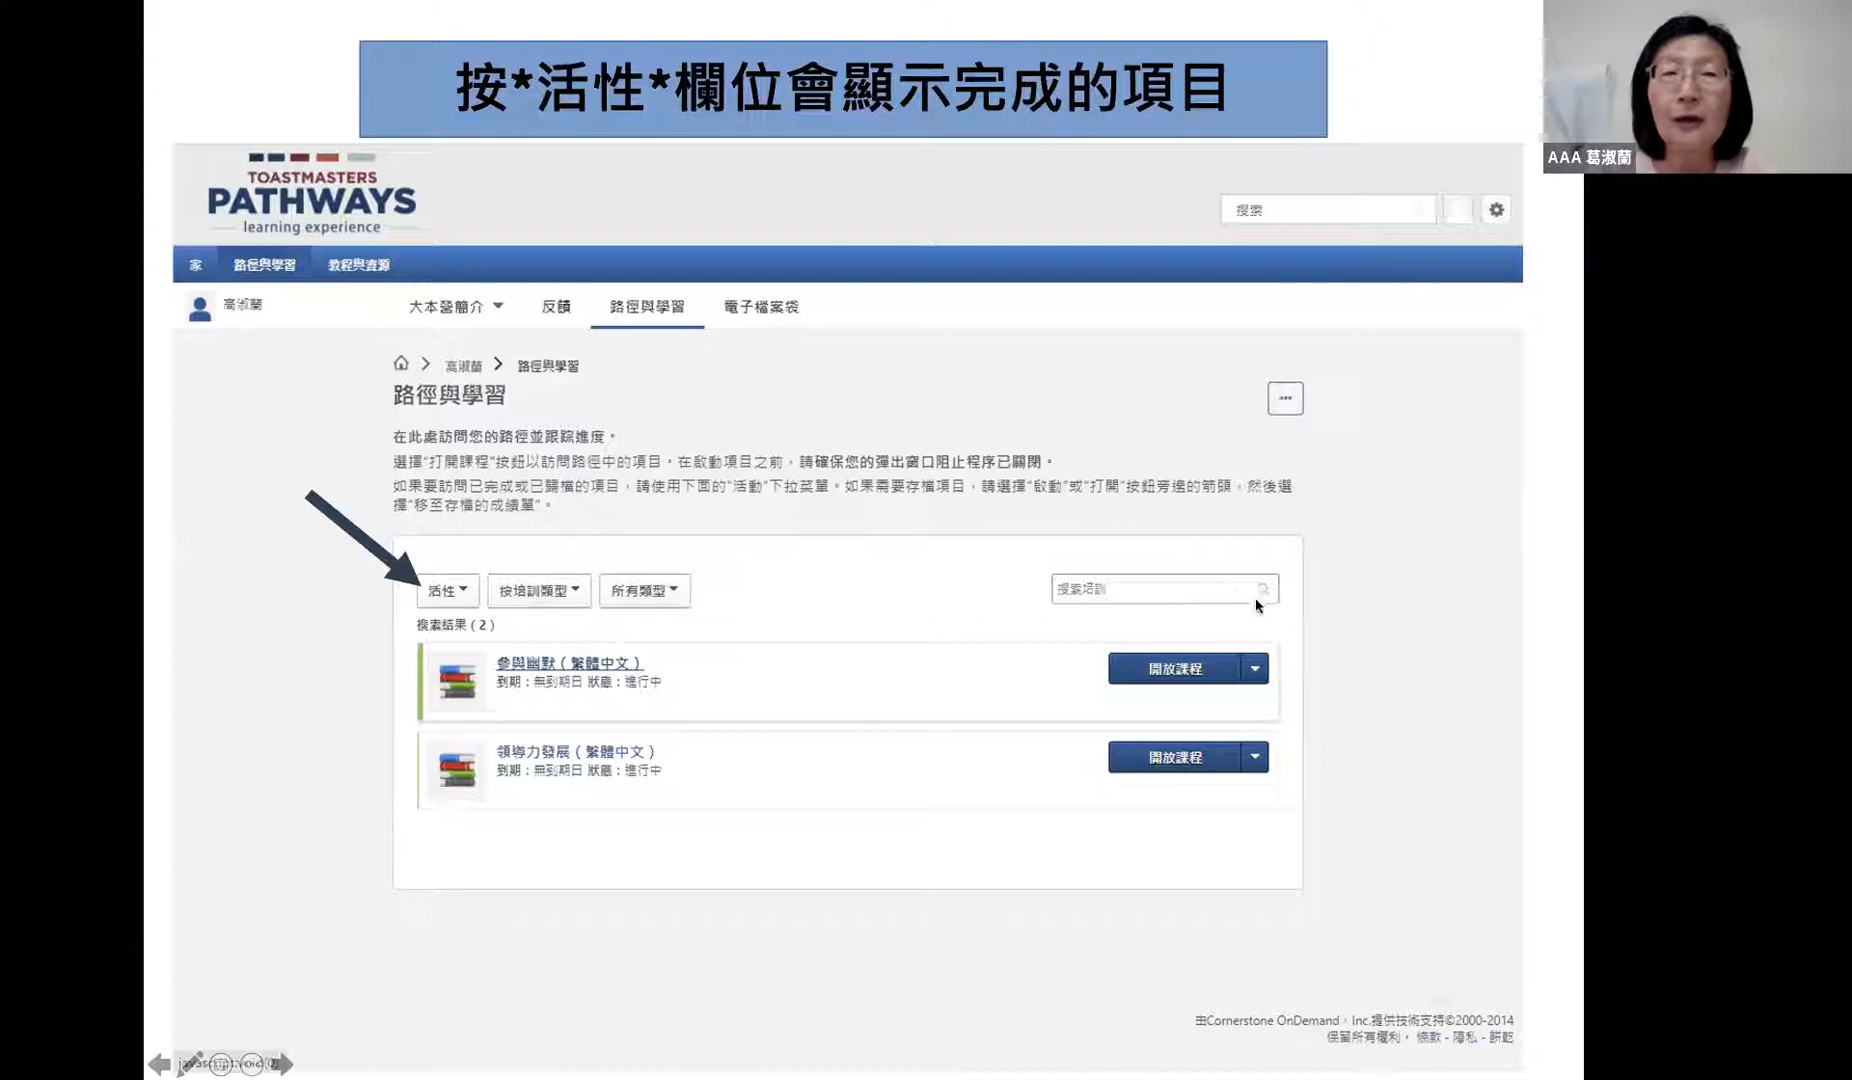 按*活性*欄位會顯示完成的項目
AAA 葛淑蘭
TOASTMASTERS
PATHWAYS
learning experience
搜索
家 路徑與學習 教程與資源
高淑蘭 大本營簡介 反饋 路徑與學習 電子檔案袋
高淑蘭 路徑與學習
路徑與學習
在此處訪問您的路徑並跟踪進度。
選擇“打開課程”按鈕以訪問路徑中的項目。在啟動項目之前，請確保您的彈出窗口阻止程序已關閉。
如果要訪問已完成或已歸檔的項目，請使用下面的“活動”下拉菜單。如果需要存檔項目，請選擇“啟動”或“打開”按鈕旁邊的箭頭，然後選
擇“移至存檔的成績單”。
活性 按培訓類型 所有類型 搜索培訓
搜素結果（2）
參與幽默（繁體中文）
到期：無到期日 狀態：進行中
開放課程
領導力發展（繁體中文）
到期：無到期日 狀態：進行中
開放課程
由Cornerstone OnDemand，Inc.提供技術支持©2000-2014
保留所有權利。 條款 - 隱私 - 餅乾
javascript:void(0)